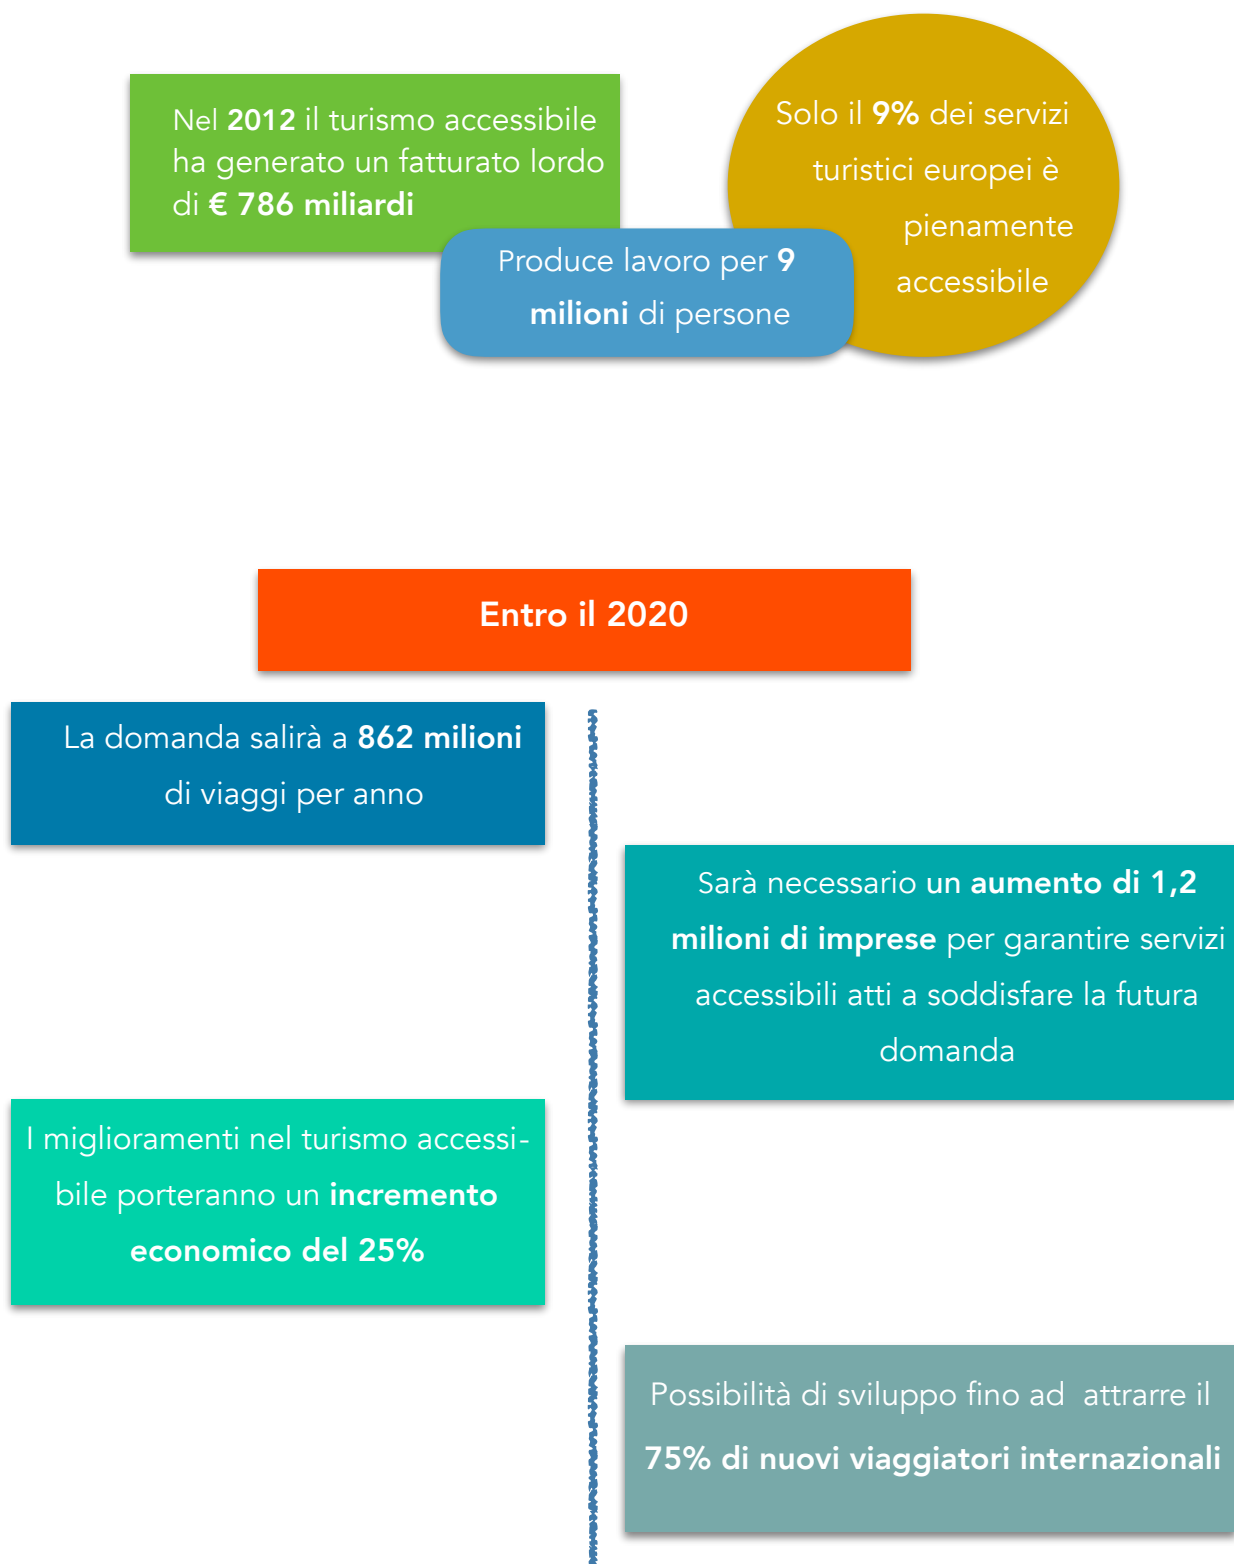 Nel 2012 il turismo accessibile
ha generato un fatturato lordo
di € 786 miliardi
Solo il 9% dei servizi
turistici europei è
pienamente
accessibile
Produce lavoro per 9
milioni di persone
Entro il 2020
La domanda salirà a 862 milioni
di viaggi per anno
Sarà necessario un aumento di 1,2
milioni di imprese per garantire servizi
accessibili atti a soddisfare la futura
domanda
I miglioramenti nel turismo accessi-
bile porteranno un incremento
economico del 25%
Possibilità di sviluppo fino ad  attrarre il
75% di nuovi viaggiatori internazionali